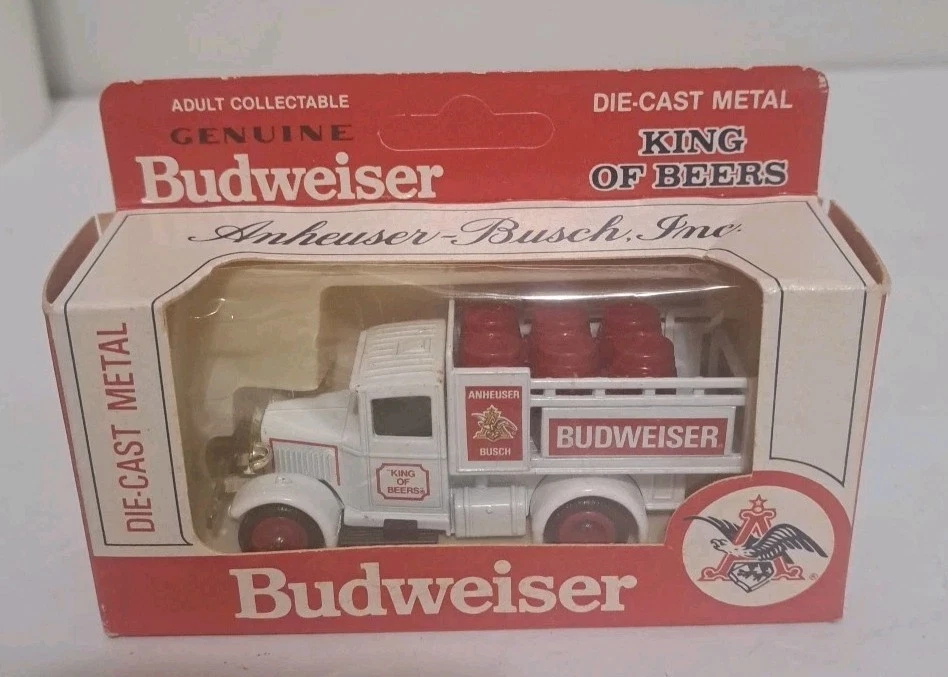 ADULT COLLECTABLE
GENUINE
Budweiser
DIE-CAST METAL
KING
OF BEERS
Anheuser-Busch, Inc.
DIE-CAST METAL
ANHEUSER
BUSCH
BUDWEISER
"KING
OF
BEERS®
Budweiser
A
®